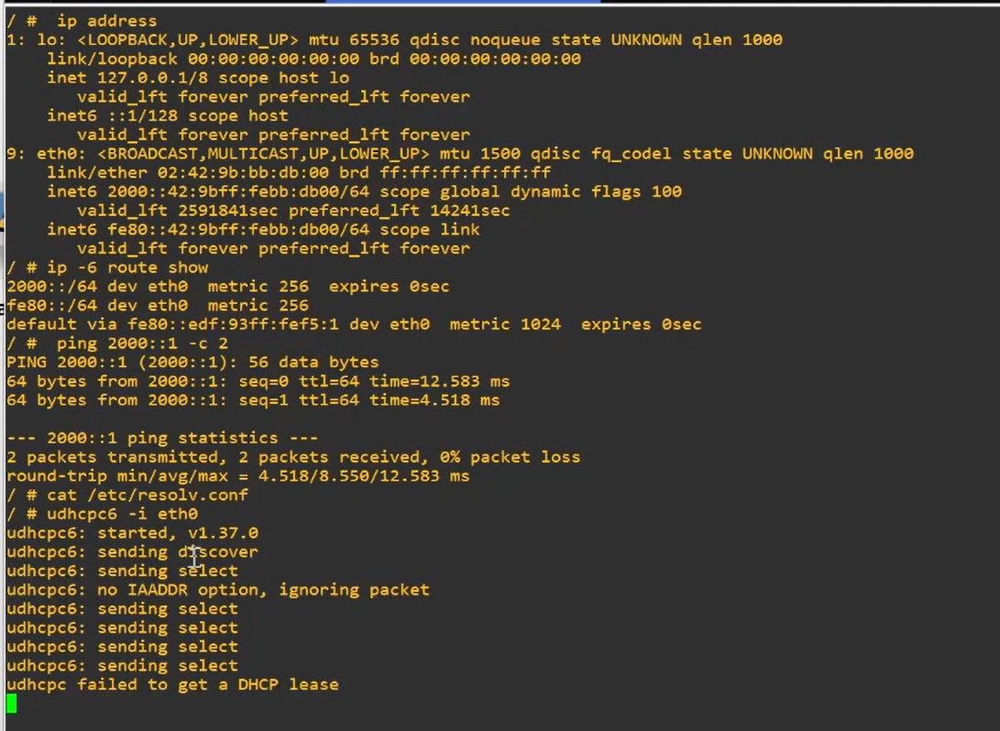 / #  ip address
1: lo: <LOOPBACK,UP,LOWER_UP> mtu 65536 qdisc noqueue state UNKNOWN qlen 1000
    link/loopback 00:00:00:00:00:00 brd 00:00:00:00:00:00
    inet 127.0.0.1/8 scope host lo
       valid_lft forever preferred_lft forever
    inet6 ::1/128 scope host
       valid_lft forever preferred_lft forever
9: eth0: <BROADCAST,MULTICAST,UP,LOWER_UP> mtu 1500 qdisc fq_codel state UNKNOWN qlen 1000
    link/ether 02:42:9b:bb:db:00 brd ff:ff:ff:ff:ff:ff
    inet6 2000::42:9bff:febb:db00/64 scope global dynamic flags 100
       valid_lft 2591841sec preferred_lft 14241sec
    inet6 fe80::42:9bff:febb:db00/64 scope link
       valid_lft forever preferred_lft forever
/ # ip -6 route show
2000::/64 dev eth0  metric 256  expires 0sec
fe80::/64 dev eth0  metric 256
default via fe80::edf:93ff:fef5:1 dev eth0  metric 1024  expires 0sec
/ #  ping 2000::1 -c 2
PING 2000::1 (2000::1): 56 data bytes
64 bytes from 2000::1: seq=0 ttl=64 time=12.583 ms
64 bytes from 2000::1: seq=1 ttl=64 time=4.518 ms
--- 2000::1 ping statistics ---
2 packets transmitted, 2 packets received, 0% packet loss
round-trip min/avg/max = 4.518/8.550/12.583 ms
/ # cat /etc/resolv.conf
/ # udhcpc6 -i eth0
udhcpc6: started, v1.37.0
udhcpc6: sending discover
udhcpc6: sending select
udhcpc6: no IAADDR option, ignoring packet
udhcpc6: sending select
udhcpc6: sending select
udhcpc6: sending select
udhcpc6: sending select
udhcpc failed to get a DHCP lease